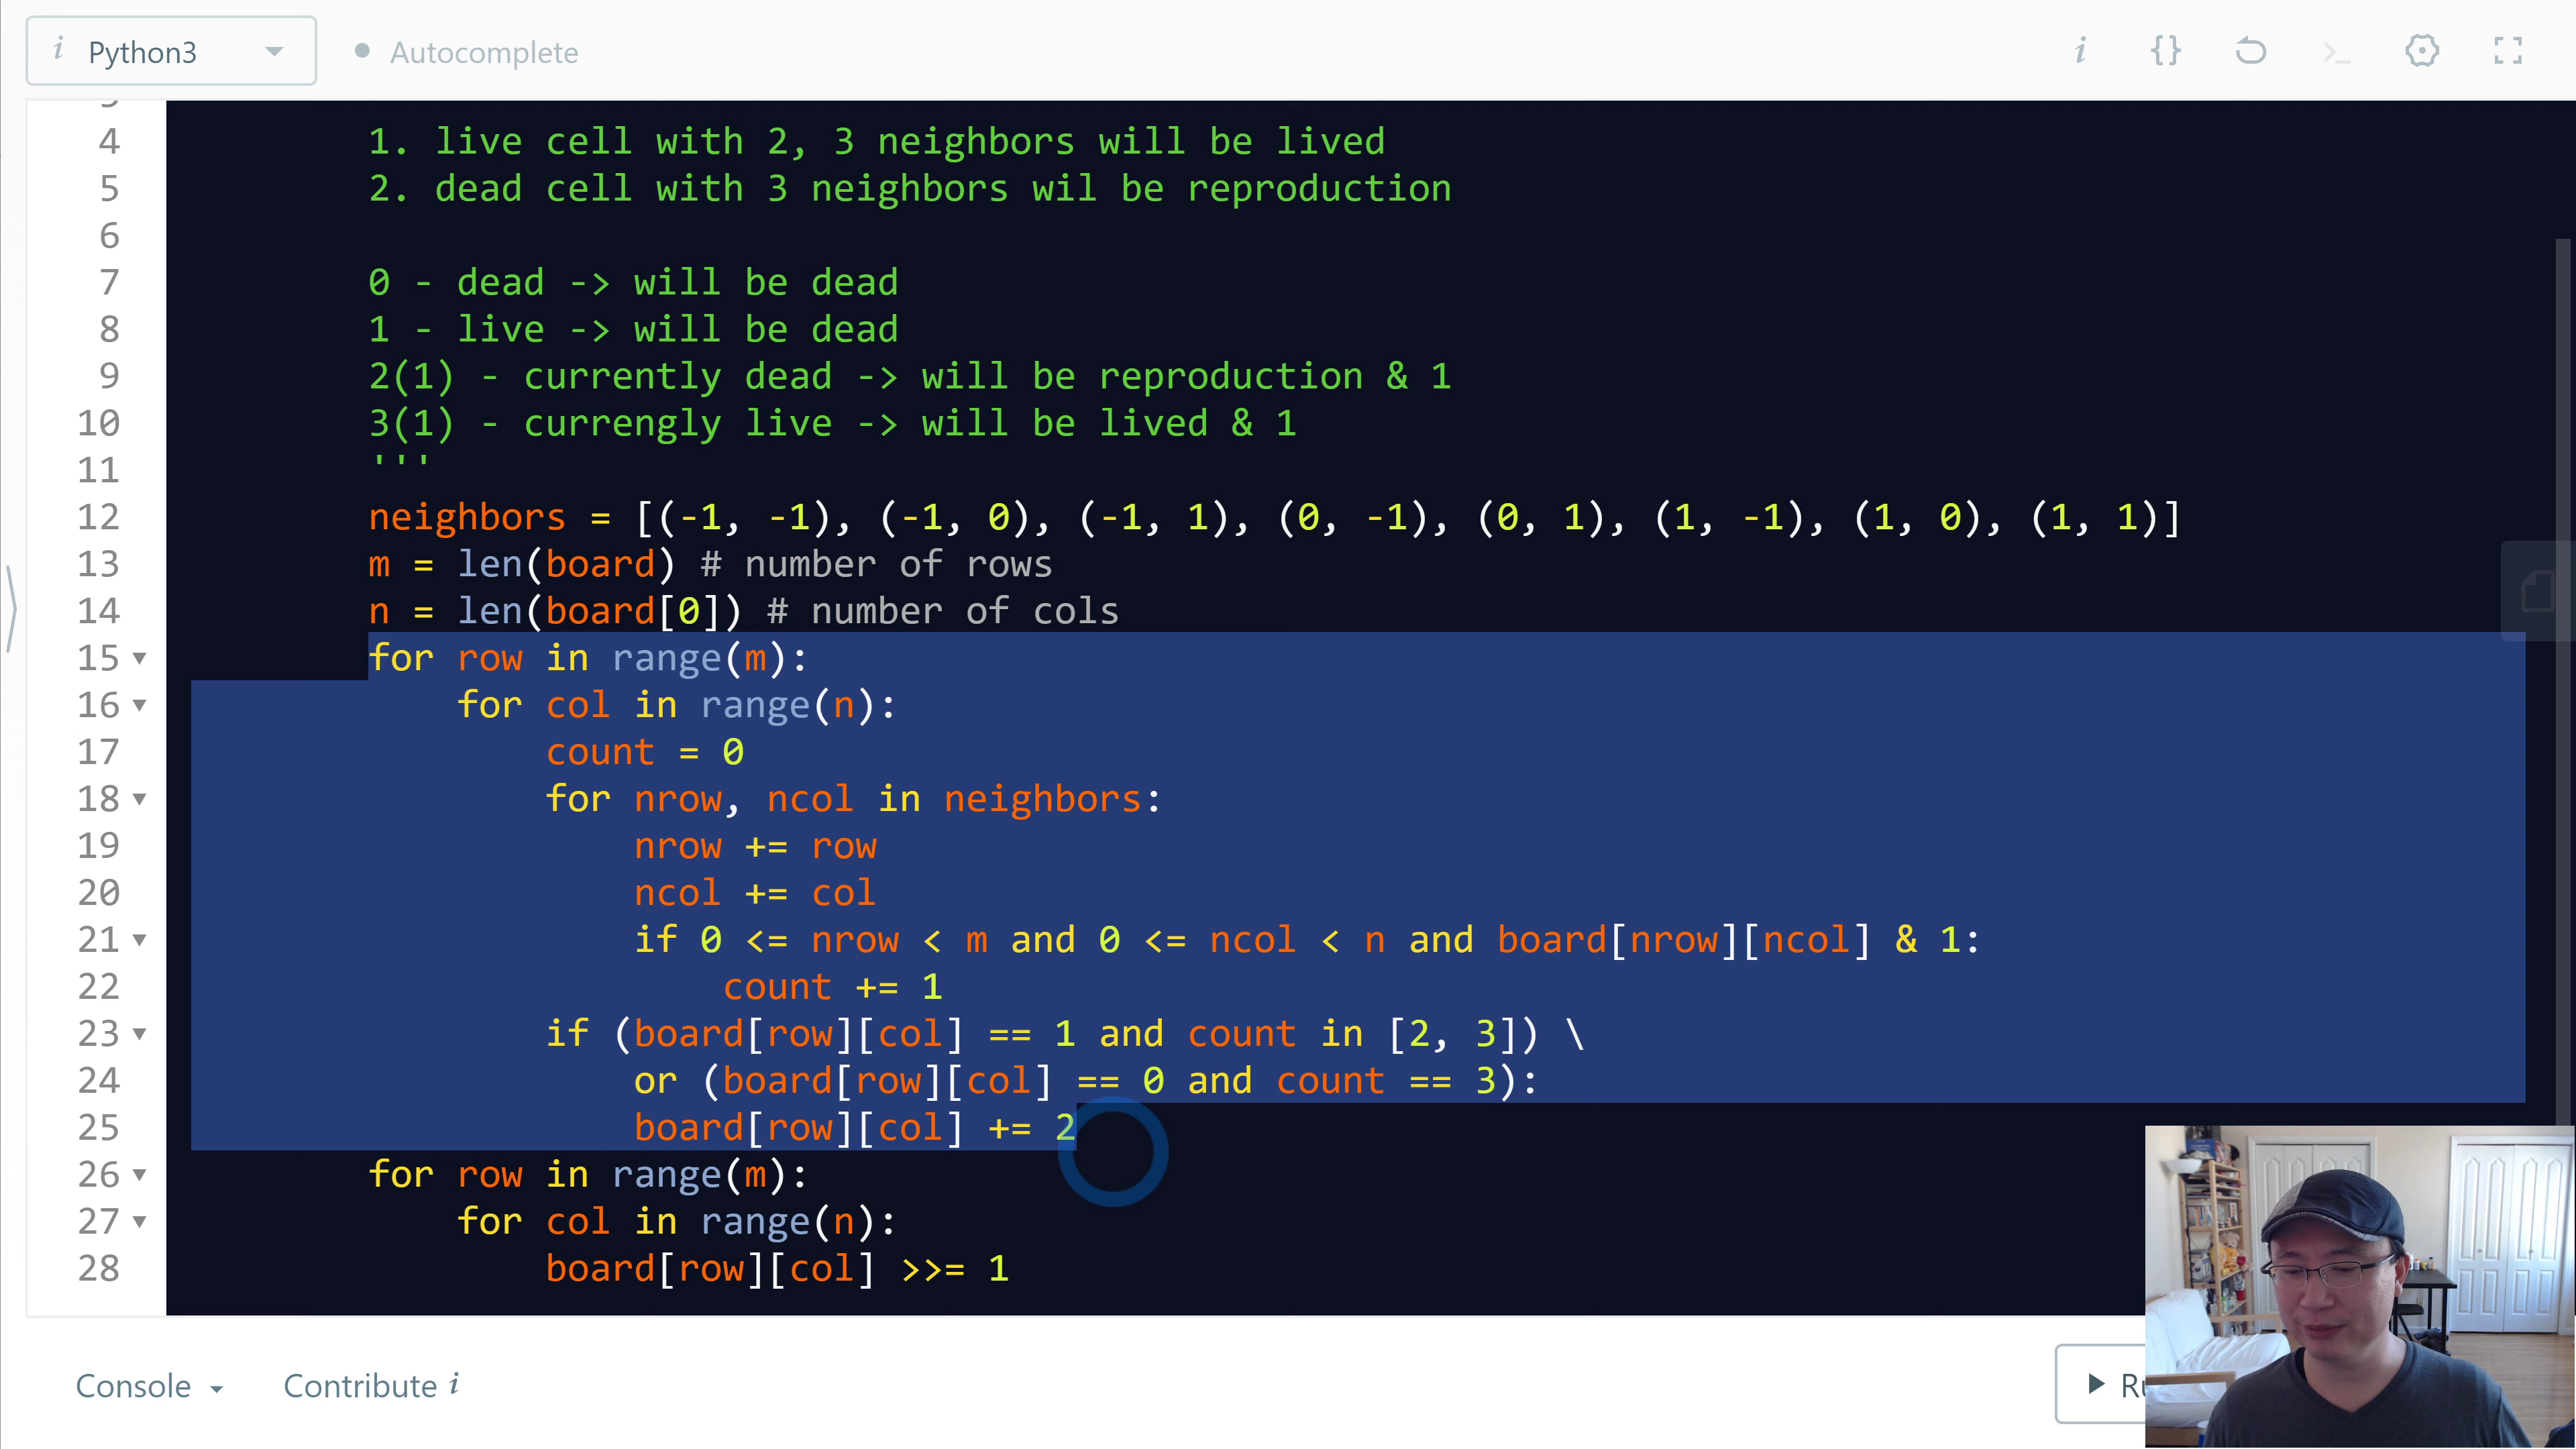 i Python3
Autocomplete
i {} >_
4 1. live cell with 2, 3 neighbors will be lived
5 2. dead cell with 3 neighbors wil be reproduction
6
7 0 - dead -> will be dead
8 1 - live -> will be dead
9 2(1) - currently dead -> will be reproduction & 1
10 3(1) - currengly live -> will be lived & 1
11 '''
12 neighbors = [(-1, -1), (-1, 0), (-1, 1), (0, -1), (0, 1), (1, -1), (1, 0), (1, 1)]
13 m = len(board) # number of rows
14 n = len(board[0]) # number of cols
15 for row in range(m):
16 for col in range(n):
17 count = 0
18 for nrow, ncol in neighbors:
19 nrow += row
20 ncol += col
21 if 0 <= nrow < m and 0 <= ncol < n and board[nrow][ncol] & 1:
22 count += 1
23 if (board[row][col] == 1 and count in [2, 3]) \
24 or (board[row][col] == 0 and count == 3):
25 board[row][col] += 2
26 for row in range(m):
27 for col in range(n):
28 board[row][col] >>= 1
Console
Contribute i